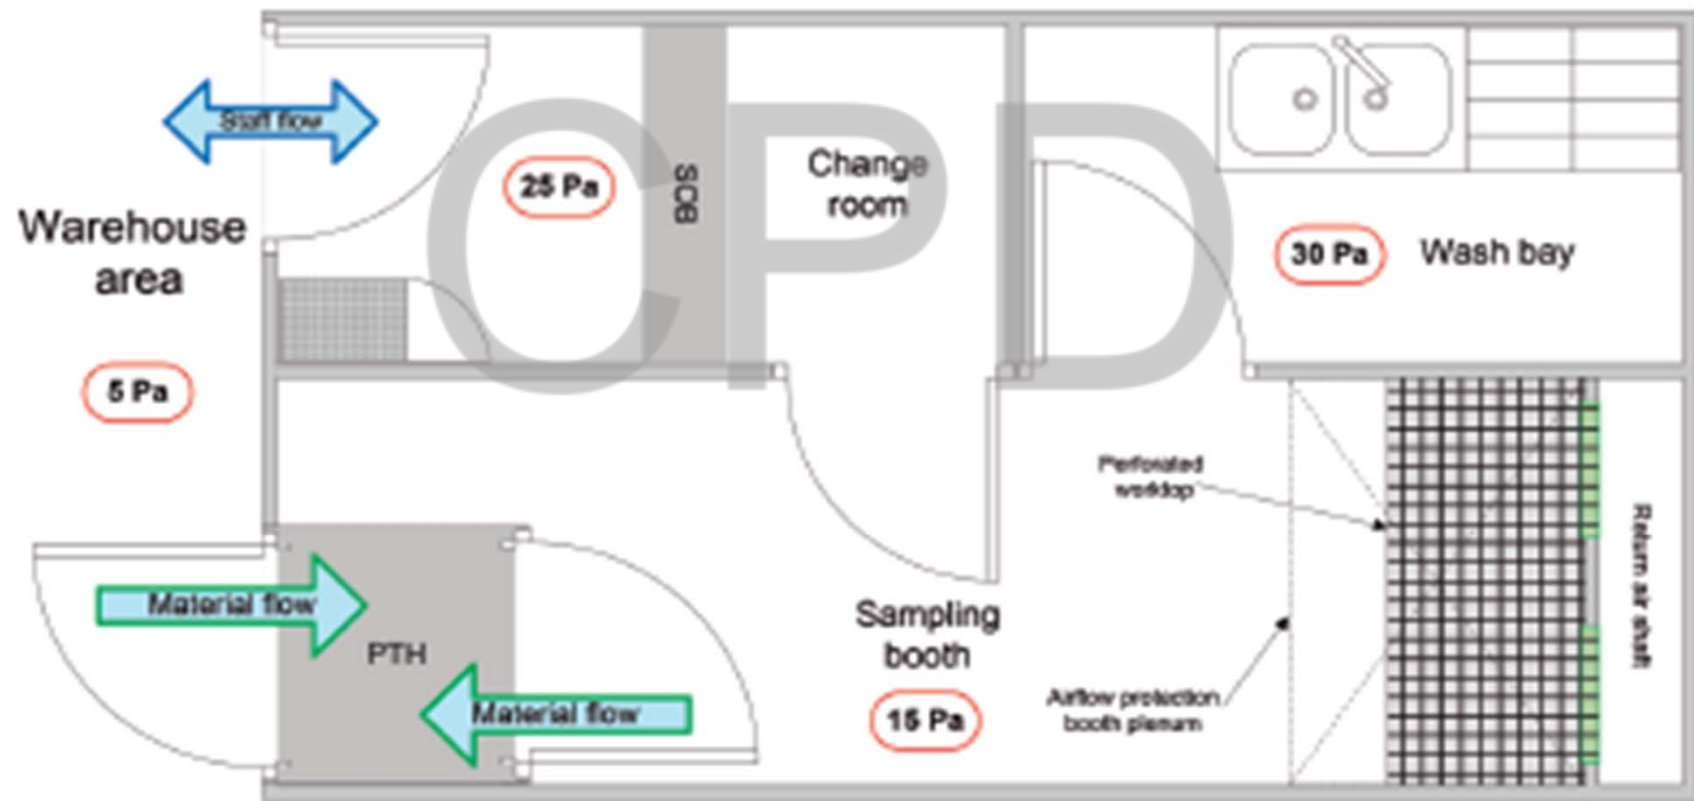 CPD
Staff flow
Warehouse
area
5 Pa
25 Pa
SOB
Change
room
30 Pa
Wash bay
Perforated
worktop
Return air shaft
Material flow
PTH
Material flow
Sampling
booth
15 Pa
Airflow protection
booth plenum